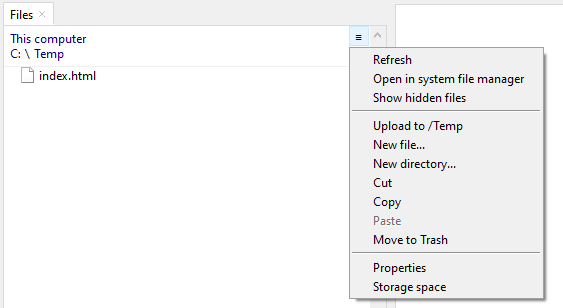 Files
This computer
C: \ Temp
index.html
≡
Refresh
Open in system file manager
Show hidden files
Upload to /Temp
New file...
New directory...
Cut
Copy
Paste
Move to Trash
Properties
Storage space